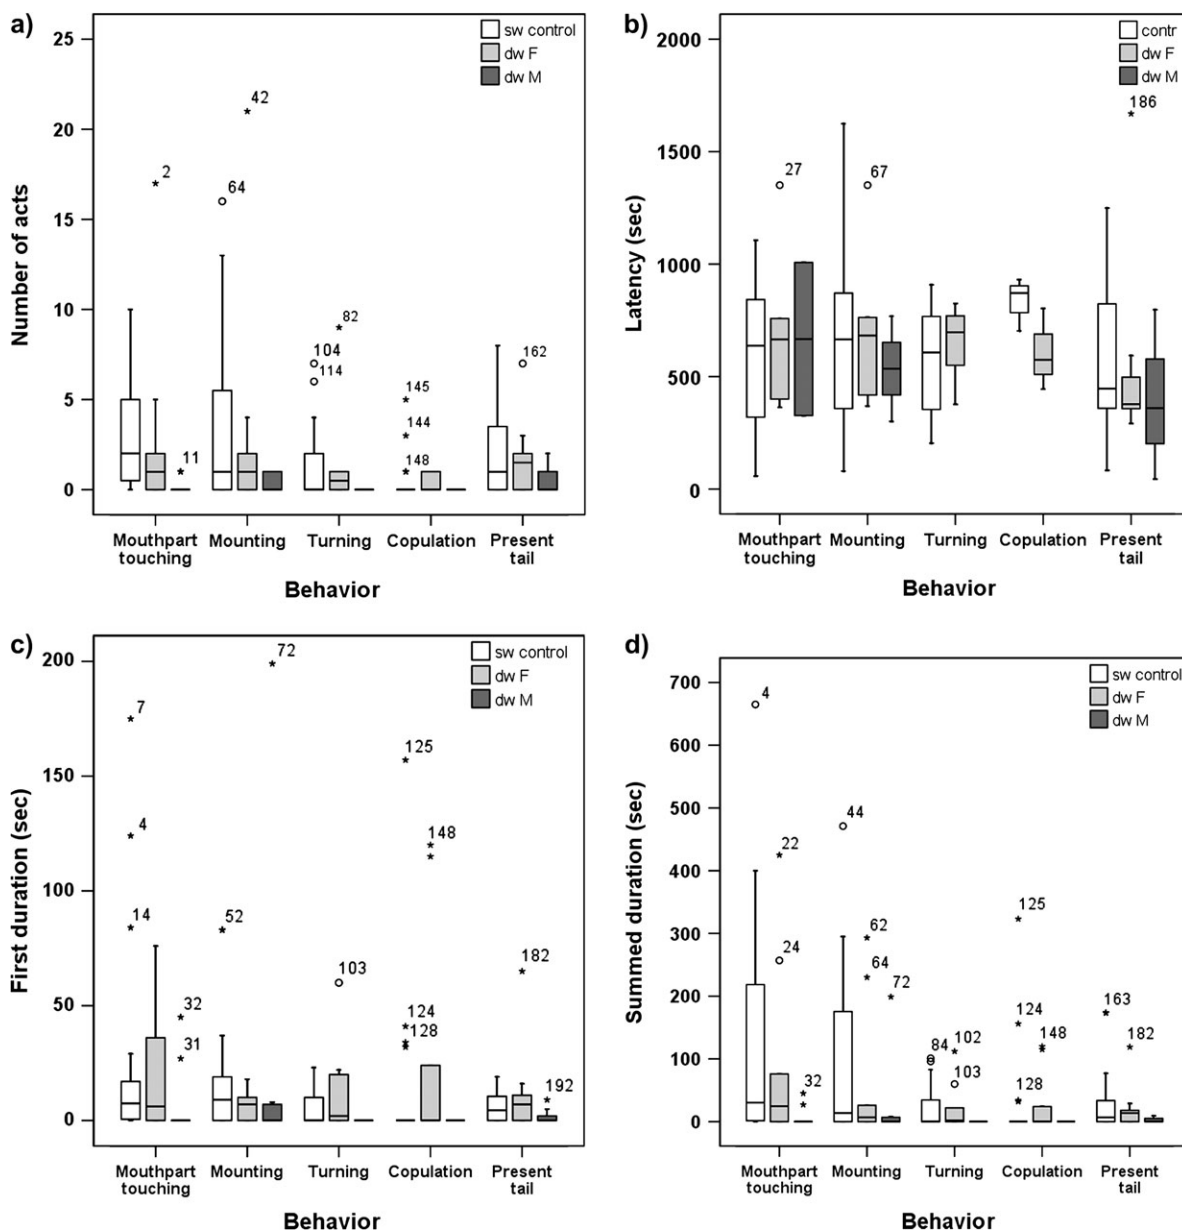 a)
sw control
dw F
dw M
25
20
15
10
5
0
Number of acts
2
11
64
42
104
114
82
145
144
148
162
Mouthpart touching
Mounting
Turning
Copulation
Present tail
Behavior
b)
contr
dw F
dw M
2000
1500
1000
500
0
Latency (sec)
27
67
186
Mouthpart touching
Mounting
Turning
Copulation
Present tail
Behavior
c)
sw control
dw F
dw M
200
150
100
50
0
First duration (sec)
7
4
14
32
31
52
72
103
125
124
128
148
182
192
Mouthpart touching
Mounting
Turning
Copulation
Present tail
Behavior
d)
sw control
dw F
dw M
700
600
500
400
300
200
100
0
Summed duration (sec)
4
22
24
32
44
62
64
72
84
102
103
125
124
128
148
163
182
Mouthpart touching
Mounting
Turning
Copulation
Present tail
Behavior